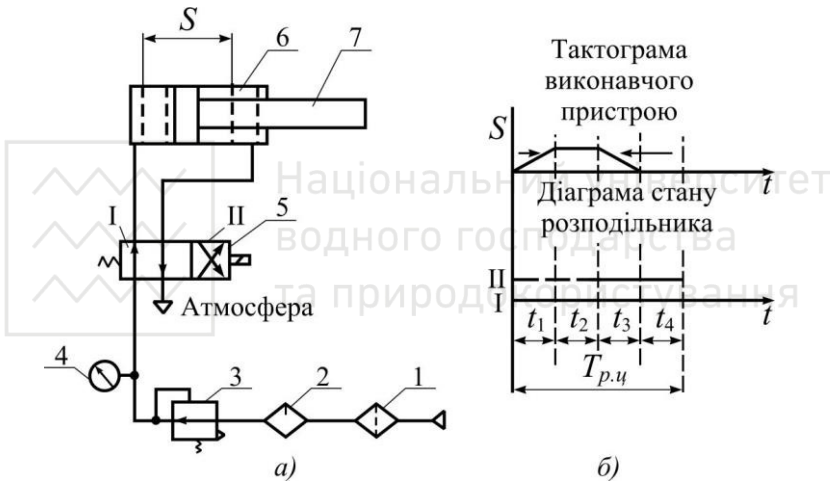 S
6
7
I
II
5
Атмосфера
4
3
2
1
а)
Тактограма
виконавчого
пристрою
S
t
Діаграма стану
розподільника
II
I
t
t1
t2
t3
t4
Tр.ц
б)
Національний університет
водного господарства
та природокористування